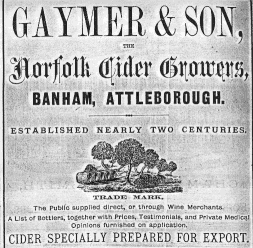 GAYMER & SON,
THE
Norfolk Cider Growers,
BANHAM, ATTLEBOROUGH.
ESTABLISHED NEARLY TWO CENTURIES.
TRADE MARK.
The Public supplied direct, or through Wine Merchants.
A List of Bottlers, together with Prices, Testimonials, and Private Medical
Opinions furnished on application.
CIDER SPECIALLY PREPARED FOR EXPORT.